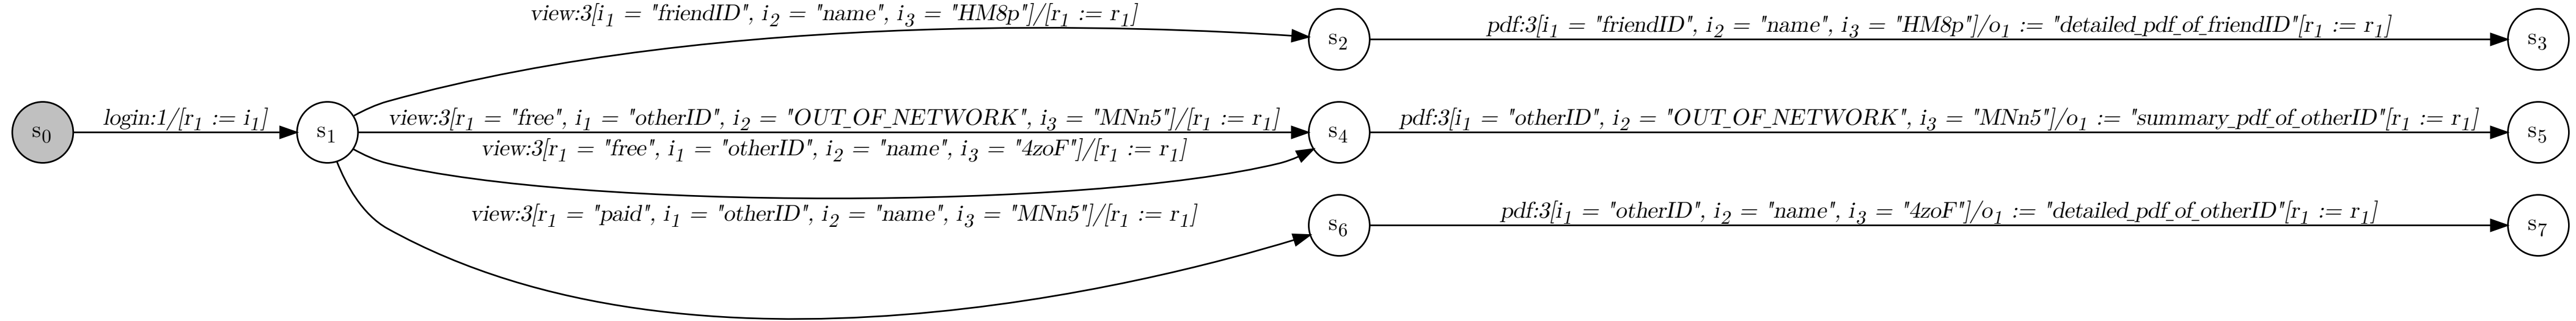 view:3[i1 = "friendID", i2 = "name", i3 = "HM8p"]/[r1 := r1]
s2
pdf:3[i1 = "friendID", i2 = "name", i3 = "HM8p"]/o1 := "detailed_pdf_of_friendID"[r1 := r1]
s3
s0
login:1/[r1 := i1]
s1
view:3[r1 = "free", i1 = "otherID", i2 = "OUT_OF_NETWORK", i3 = "MNn5"]/[r1 := r1]
s4
pdf:3[i1 = "otherID", i2 = "OUT_OF_NETWORK", i3 = "MNn5"]/o1 := "summary_pdf_of_otherID"[r1 := r1]
s5
view:3[r1 = "free", i1 = "otherID", i2 = "name", i3 = "4zoF"]/[r1 := r1]
view:3[r1 = "paid", i1 = "otherID", i2 = "name", i3 = "MNn5"]/[r1 := r1]
s6
pdf:3[i1 = "otherID", i2 = "name", i3 = "4zoF"]/o1 := "detailed_pdf_of_otherID"[r1 := r1]
s7